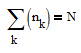 ∑(nₖ) = N
k